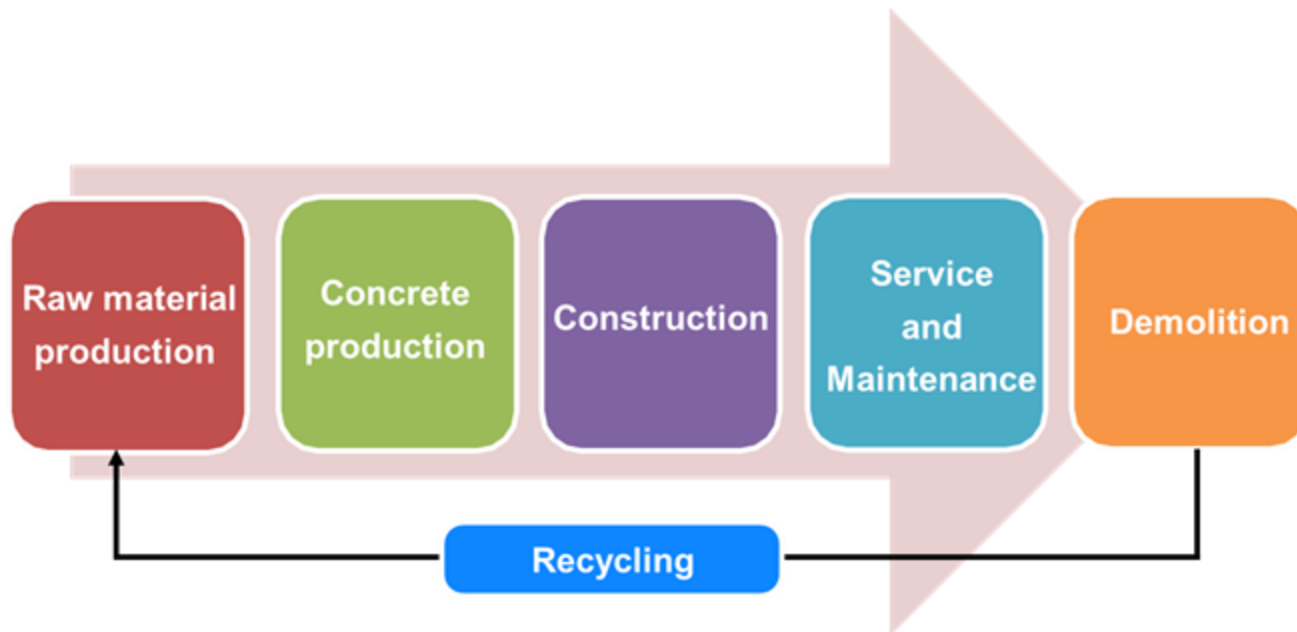 Raw material
production
Concrete
production
Construction
Service
and
Maintenance
Demolition
Recycling